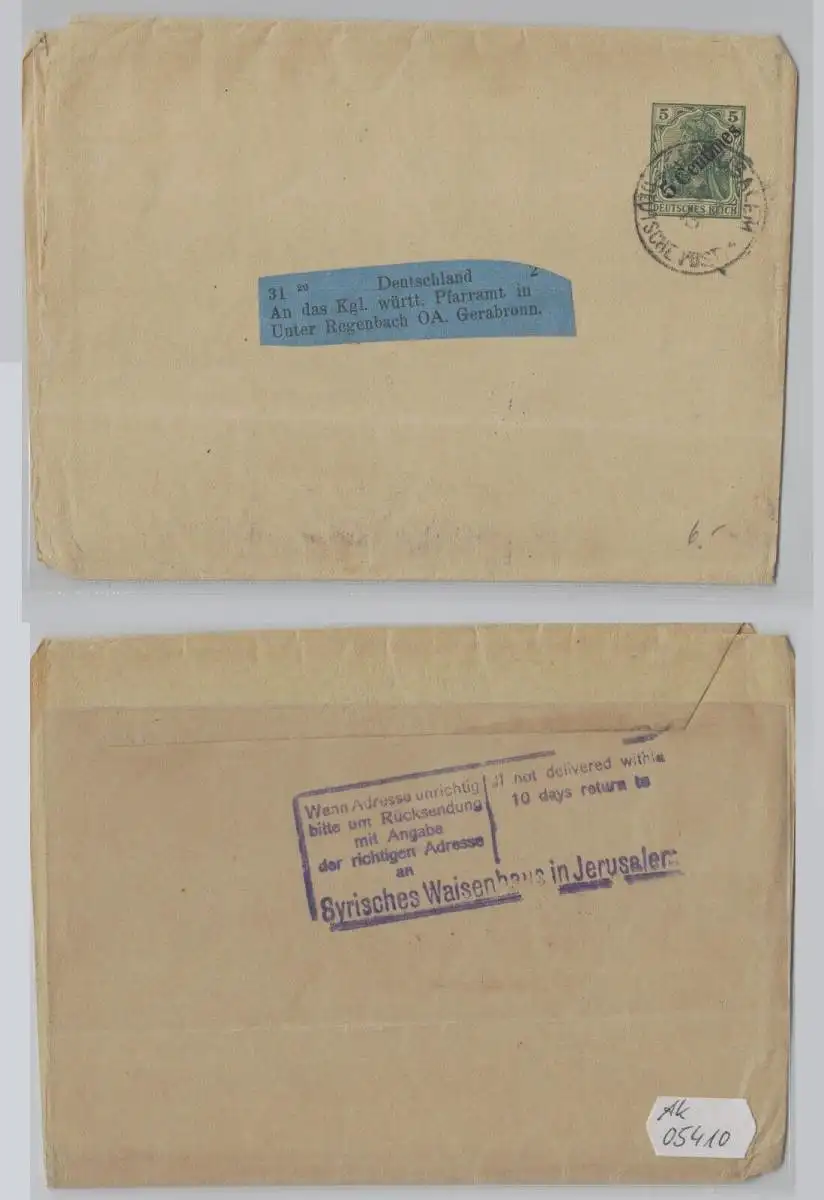 5 5
5 Centimes
DEUTSCHES REICH
DEUTSCHE POST
31 20 Deutschland 2
An das Kgl. württ. Pfarramt in
Unter Regenbach OA. Gerabronn.
6.-
Wenn Adresse unrichtig
bitte um Rücksendung
mit Angabe
der richtigen Adresse
an
If not delivered within
10 days return to
Syrisches Waisenhaus in Jerusalem
AK
05410